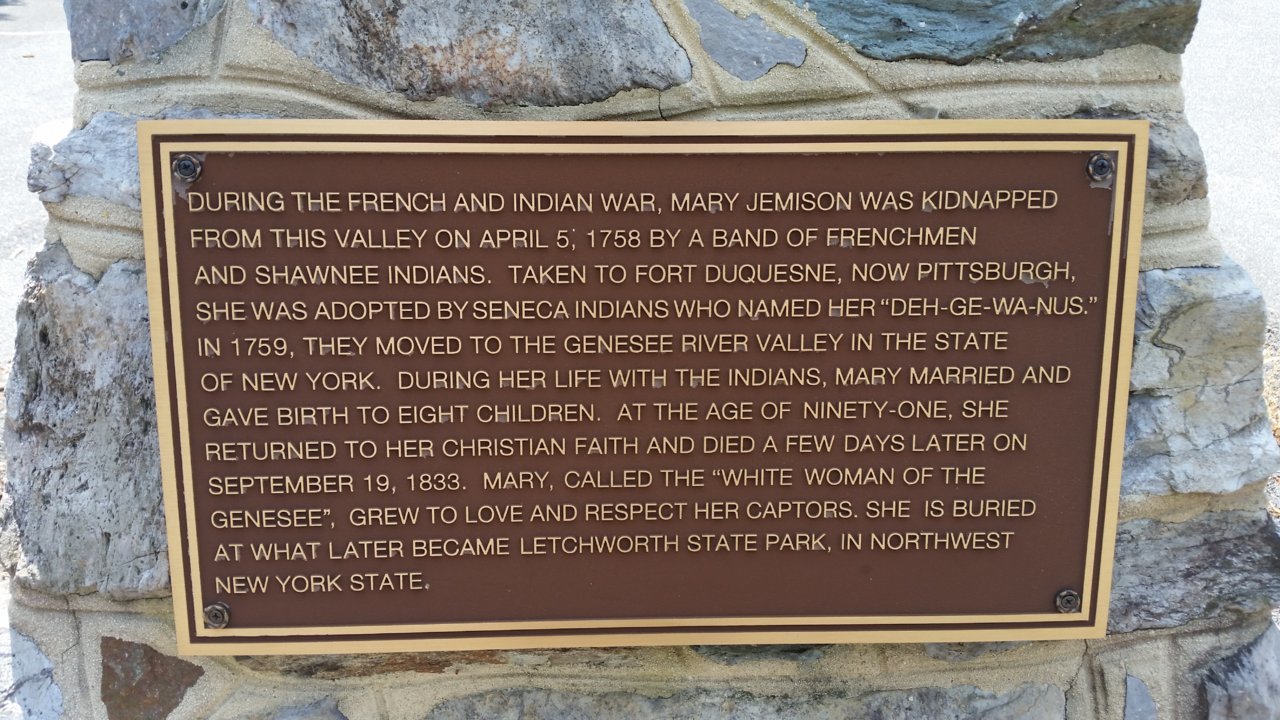 DURING THE FRENCH AND INDIAN WAR, MARY JEMISON WAS KIDNAPPED
FROM THIS VALLEY ON APRIL 5, 1758 BY A BAND OF FRENCHMEN
AND SHAWNEE INDIANS. TAKEN TO FORT DUQUESNE, NOW PITTSBURGH,
SHE WAS ADOPTED BY SENECA INDIANS WHO NAMED HER “DEH-GE-WA-NUS.”
IN 1759, THEY MOVED TO THE GENESEE RIVER VALLEY IN THE STATE
OF NEW YORK. DURING HER LIFE WITH THE INDIANS, MARY MARRIED AND
GAVE BIRTH TO EIGHT CHILDREN. AT THE AGE OF NINETY-ONE, SHE
RETURNED TO HER CHRISTIAN FAITH AND DIED A FEW DAYS LATER ON
SEPTEMBER 19, 1833. MARY, CALLED THE “WHITE WOMAN OF THE
GENESEE”, GREW TO LOVE AND RESPECT HER CAPTORS. SHE IS BURIED
AT WHAT LATER BECAME LETCHWORTH STATE PARK, IN NORTHWEST
NEW YORK STATE.